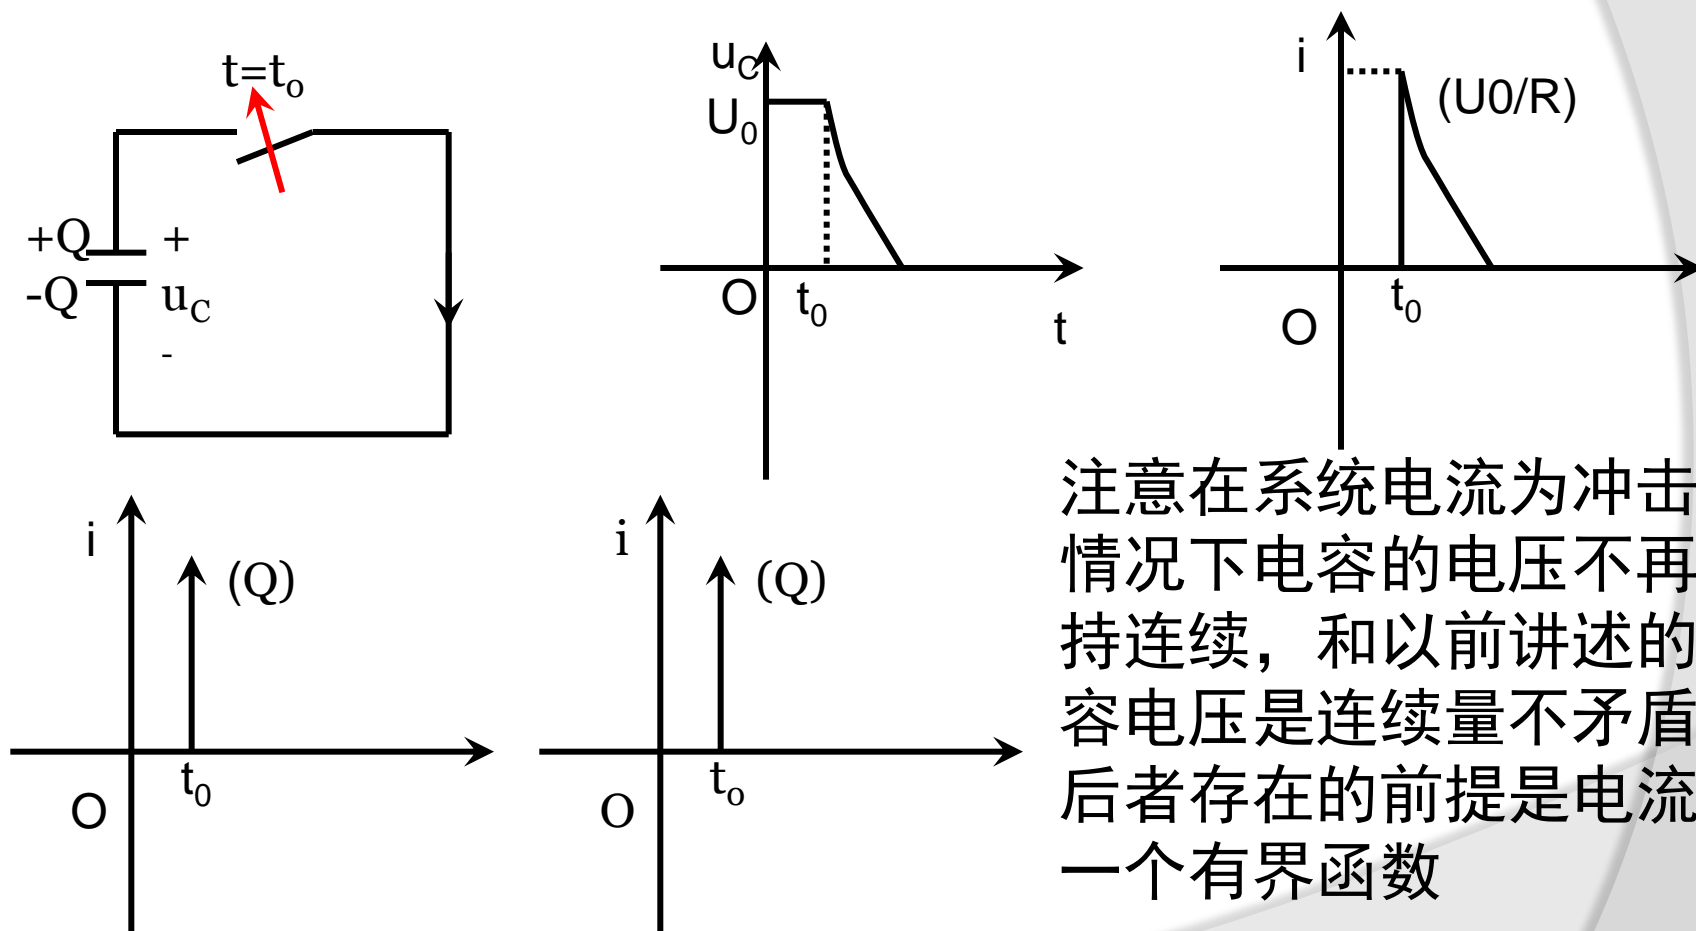 t=t₀
+Q
-Q
+
u_C
-
u_C
U₀
O
t₀
t
i
(U0/R)
O
t₀
i
(Q)
O
t₀
i
(Q)
O
t₀
注意在系统电流为冲击
情况下电容的电压不再
持连续，和以前讲述的
容电压是连续量不矛盾
后者存在的前提是电流
一个有界函数